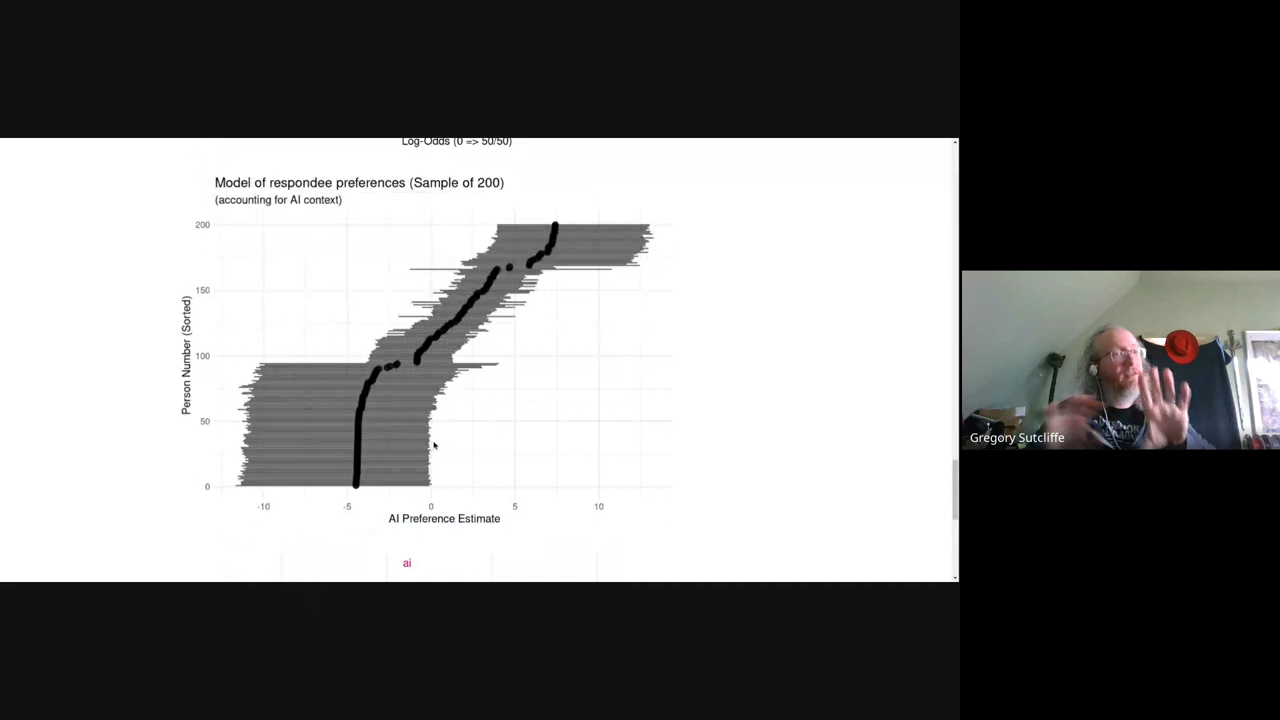 Log-Odds (0 => 50/50)
Model of respondee preferences (Sample of 200)
(accounting for AI context)
200
150
100
50
0
Person Number (Sorted)
-10 -5 0 5 10
AI Preference Estimate
ai
Gregory Sutcliffe